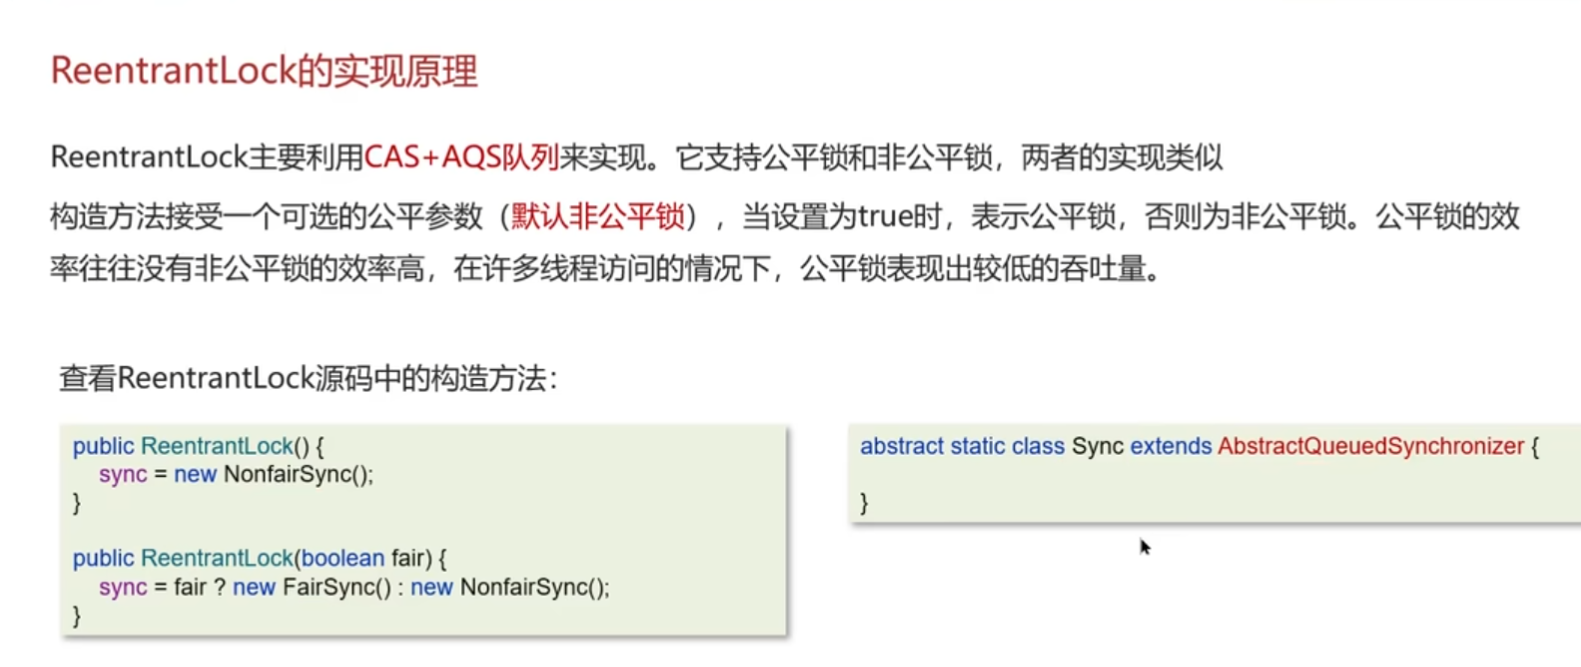 ReentrantLock的实现原理
ReentrantLock主要利用CAS+AQS队列来实现。它支持公平锁和非公平锁，两者的实现类似
构造方法接受一个可选的公平参数（默认非公平锁），当设置为true时，表示公平锁，否则为非公平锁。公平锁的效
率往往没有非公平锁的效率高，在许多线程访问的情况下，公平锁表现出较低的吞吐量。
查看ReentrantLock源码中的构造方法：
public ReentrantLock() {
sync = new NonfairSync();
}
public ReentrantLock(boolean fair) {
sync = fair ? new FairSync() : new NonfairSync();
}
abstract static class Sync extends AbstractQueuedSynchronizer {
}